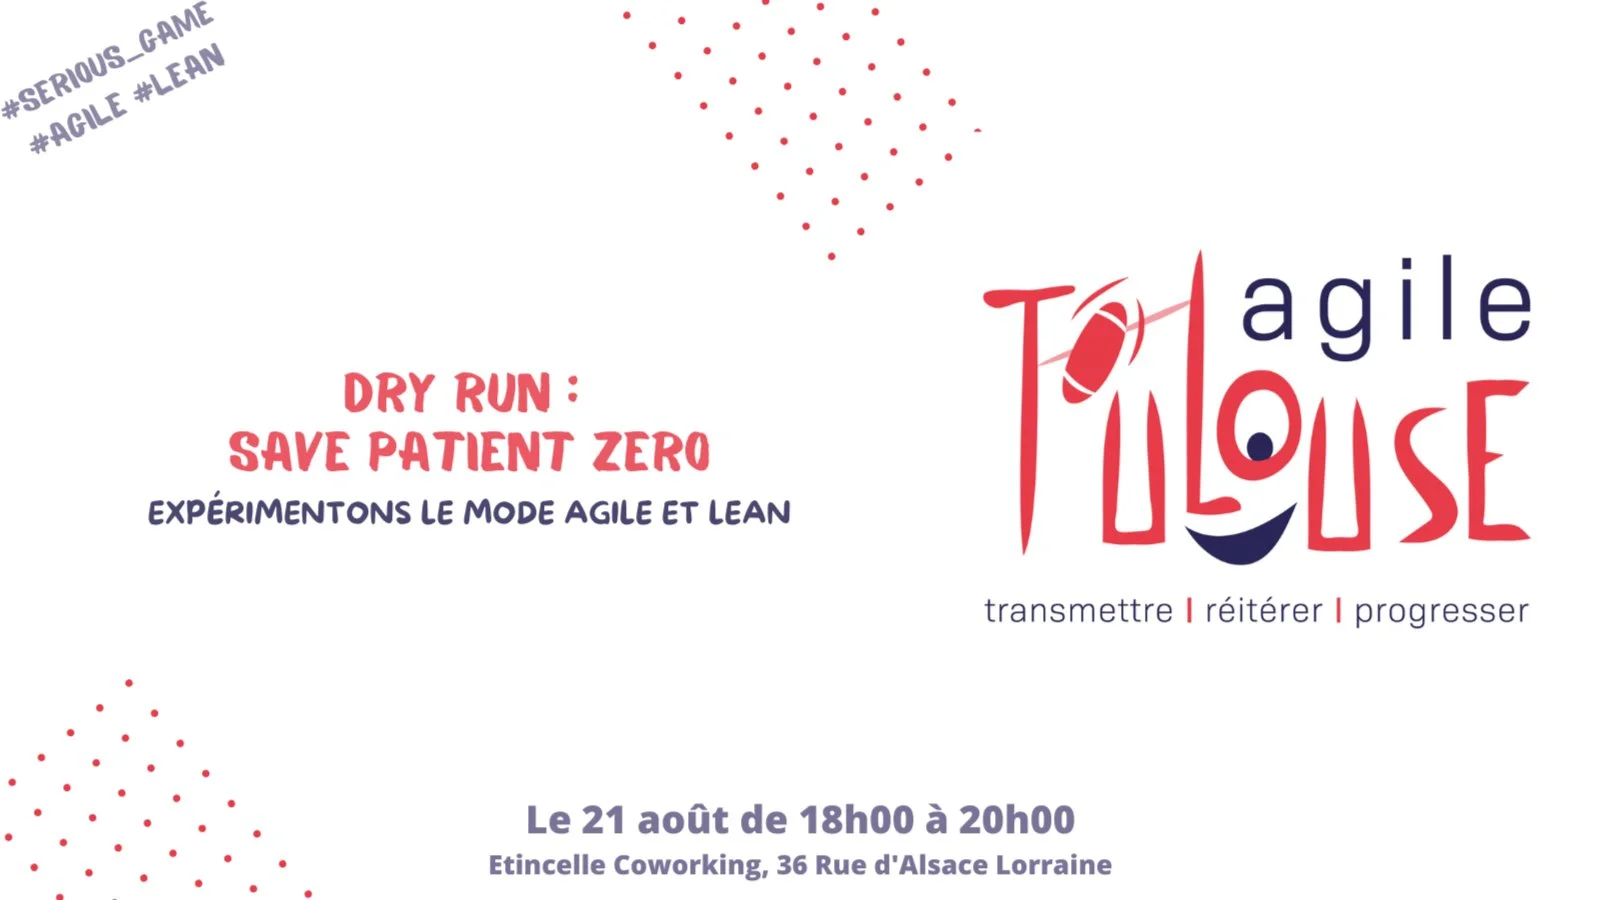 #SERIOUS_GAME
#AGILE #LEAN
DRY RUN :
SAVE PATIENT ZERO
EXPÉRIMENTONS LE MODE AGILE ET LEAN
agile
TOULOUSE
transmettre | réitérer | progresser
Le 21 août de 18h00 à 20h00
Etincelle Coworking, 36 Rue d'Alsace Lorraine